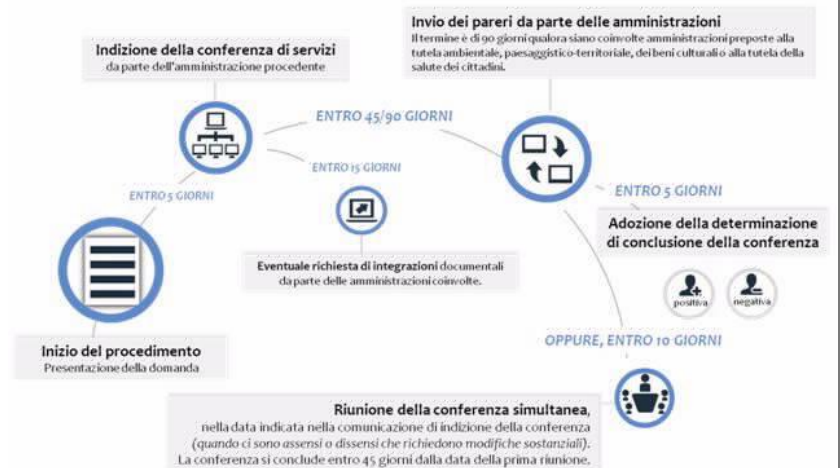 Indizione della conferenza di servizi
da parte dell'amministrazione procedente
Invio dei pareri da parte delle amministrazioni
Il termine è di 90 giorni qualora siano coinvolte amministrazioni preposte alla
tutela ambientale, paesaggistico-territoriale, dei beni culturali o alla tutela della
salute dei cittadini.
ENTRO 45/90 GIORNI
ENTRO 15 GIORNI
ENTRO 5 GIORNI
ENTRO 5 GIORNI
Adozione della determinazione
di conclusione della conferenza
positiva
negativa
Eventuale richiesta di integrazioni documentali
da parte delle amministrazioni coinvolte.
Inizio del procedimento
Presentazione della domanda
OPPURE, ENTRO 10 GIORNI
Riunione della conferenza simultanea,
nella data indicata nella comunicazione di indizione della conferenza
(quando ci sono assensi o dissensi che richiedono modifiche sostanziali).
La conferenza si conclude entro 45 giorni dalla data della prima riunione.